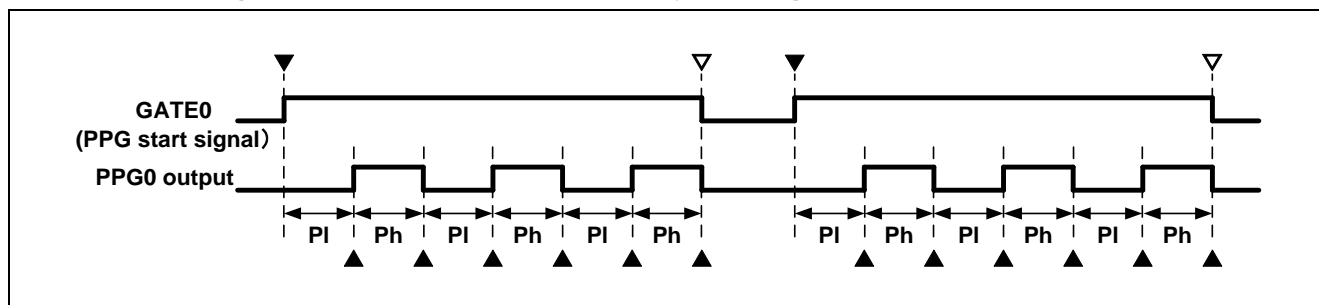 GATE0
(PPG start signal）
PPG0 output
Pl Ph Pl Ph Pl Ph Pl Ph Pl Ph Pl Ph